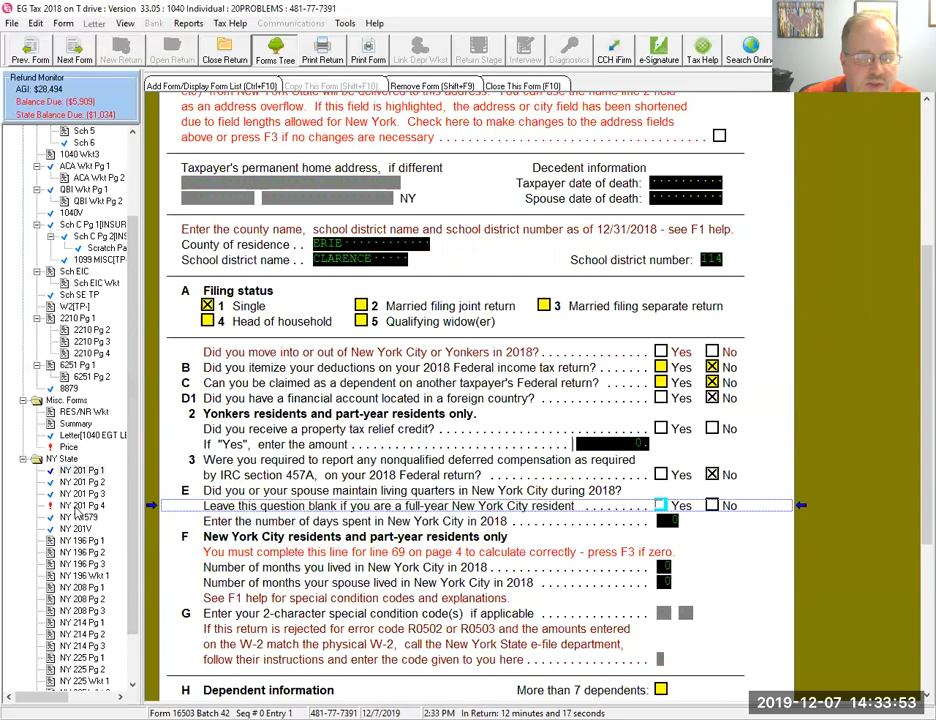 EG Tax 2018 on T drive: Version : 33.05 : 1040 Individual : 20PROBLEMS : 481-77-7391
File Edit Form Letter View Bank Reports Tax Help Communications Tools Help
Prev. Form Next Form New Return Open Return Close Return Forms Tree Print Return Print Form Link Dep Wkt Return Stats Interview Diagnostics CCH iFirm e-Signature Tax Help Search Online
Refund Monitor
AGI: $28,494
Balance Due: ($5,909)
State Balance Due: ($1,034)
Add Form/Display Form List (Ctrl+F10) Copy This Form (Shift+F10) Remove Form (Shift+F9) Close This Form (F10)
Sch 5
Sch 6
1040 Wkt3
ACA Wkt Pg 1
ACA Wkt Pg 2
QBI Wkt Pg 1
QBI Wkt Pg 2
1040V
Sch C Pg 1[INSUR
Sch C Pg 2[INS
Scratch Pa
1099 MISC[TP-
Sch EIC
Sch EIC Wkt
Sch SE TP
W2[TP-]
2210 Pg 1
2210 Pg 2
2210 Pg 3
2210 Pg 4
6251 Pg 1
6251 Pg 2
8879
Misc. Forms
RES/NR Wkt
Summary
Letter[1040 EGT LE
Price
NY State
NY 201 Pg 1
NY 201 Pg 2
NY 201 Pg 3
NY 201 Pg 4
NY 201V
NY 196 Pg 1
NY 196 Pg 2
NY 196 Pg 3
NY 196 Wkt 1
NY 208 Pg 1
NY 208 Pg 2
NY 208 Pg 3
NY 214 Pg 1
NY 214 Pg 2
NY 214 Pg 3
NY 225 Pg 1
NY 225 Pg 2
as an address overflow. If this field is highlighted, the address or city field has been shortened
due to field lengths allowed for New York. Check here to make changes to the address fields
above or press F3 if no changes are necessary
Taxpayer's permanent home address, if different Decedent information
Taxpayer date of death:
NY Spouse date of death:
Enter the county name, school district name and school district number as of 12/31/2018 - see F1 help.
County of residence . . ERIE
School district name . . CLARENCE School district number: 114
A Filing status
1 Single 2 Married filing joint return 3 Married filing separate return
4 Head of household 5 Qualifying widow(er)
Did you move into or out of New York City or Yonkers in 2018? Yes No
B Did you itemize your deductions on your 2018 Federal income tax return? Yes No
C Can you be claimed as a dependent on another taxpayer's Federal return? Yes No
D1 Did you have a financial account located in a foreign country? Yes No
2 Yonkers residents and part-year residents only.
Did you receive a property tax relief credit? Yes No
If "Yes", enter the amount 0.
3 Were you required to report any nonqualified deferred compensation as required
by IRC section 457A, on your 2018 Federal return? Yes No
E Did you or your spouse maintain living quarters in New York City during 2018?
Leave this question blank if you are a full-year New York City resident Yes No
Enter the number of days spent in New York City in 2018 0
F New York City residents and part-year residents only
You must complete this line for line 69 on page 4 to calculate correctly - press F3 if zero.
Number of months you lived in New York City in 2018 0
Number of months your spouse lived in New York City in 2018 0
See F1 help for special condition codes and explanations.
G Enter your 2-character special condition code(s) if applicable
If this return is rejected for error code R0502 or R0503 and the amounts entered
on the W-2 match the physical W-2, call the New York State e-file department,
follow their instructions and enter the code given to you here
H Dependent information More than 7 dependents:
Form 16503 Batch 42 Seq # 0 Entry 1 481-77-7391 12/7/2019 2:33 PM In Return: 12 minutes and 17 seconds
2019-12-07 14:33:53